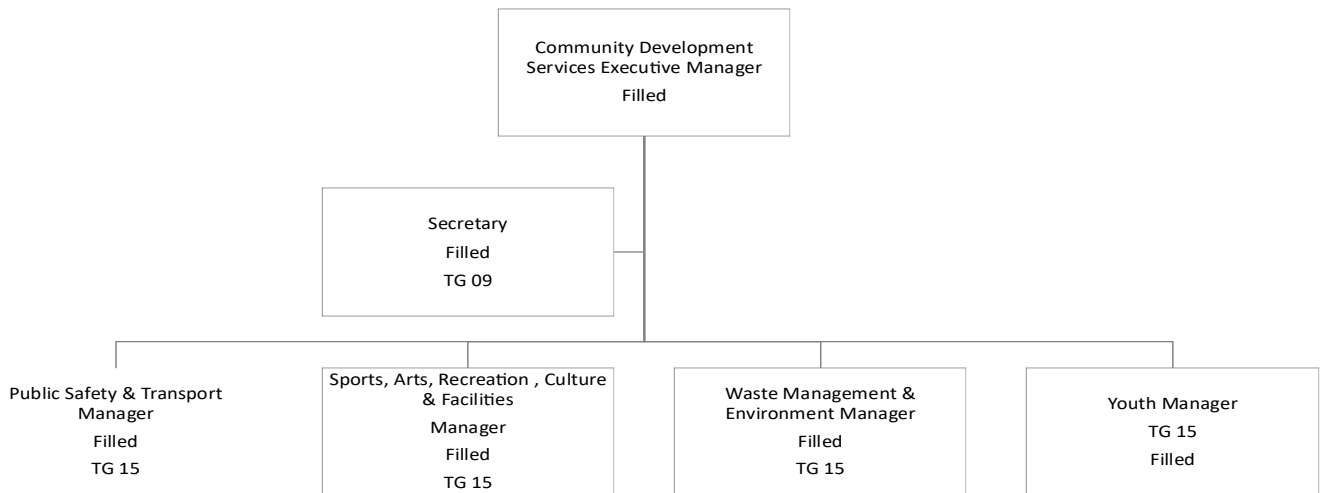 Community Development
Services Executive Manager
Filled
Secretary
Filled
TG 09
Public Safety & Transport
Manager
Filled
TG 15
Sports, Arts, Recreation , Culture
& Facilities
Manager
Filled
TG 15
Waste Management &
Environment Manager
Filled
TG 15
Youth Manager
TG 15
Filled